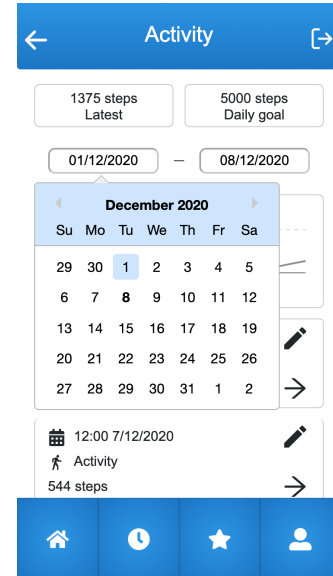 Activity
1375 steps
Latest
5000 steps
Daily goal
01/12/2020 – 08/12/2020
December 2020
Su Mo Tu We Th Fr Sa
29 30 1 2 3 4 5
6 7 8 9 10 11 12
13 14 15 16 17 18 19
20 21 22 23 24 25 26
27 28 29 30 31 1 2
12:00 7/12/2020
Activity
544 steps